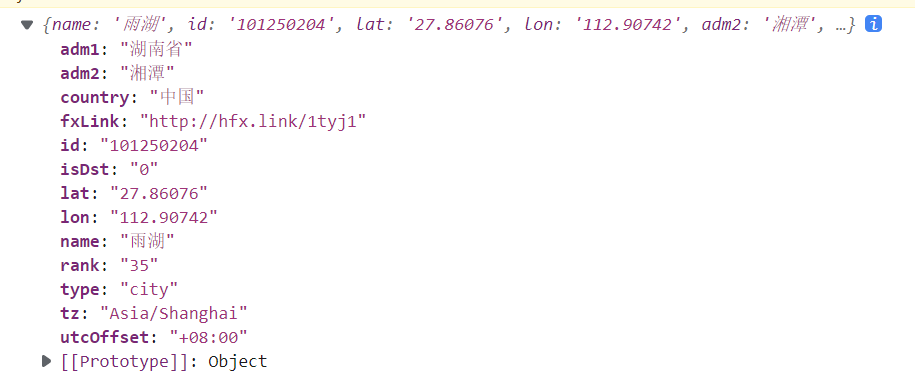 {name: '雨湖', id: '101250204', lat: '27.86076', lon: '112.90742', adm2: '湘潭', …}
adm1: "湖南省"
adm2: "湘潭"
country: "中国"
fxLink: "http://hfx.link/1tyj1"
id: "101250204"
isDst: "0"
lat: "27.86076"
lon: "112.90742"
name: "雨湖"
rank: "35"
type: "city"
tz: "Asia/Shanghai"
utcOffset: "+08:00"
[[Prototype]]: Object